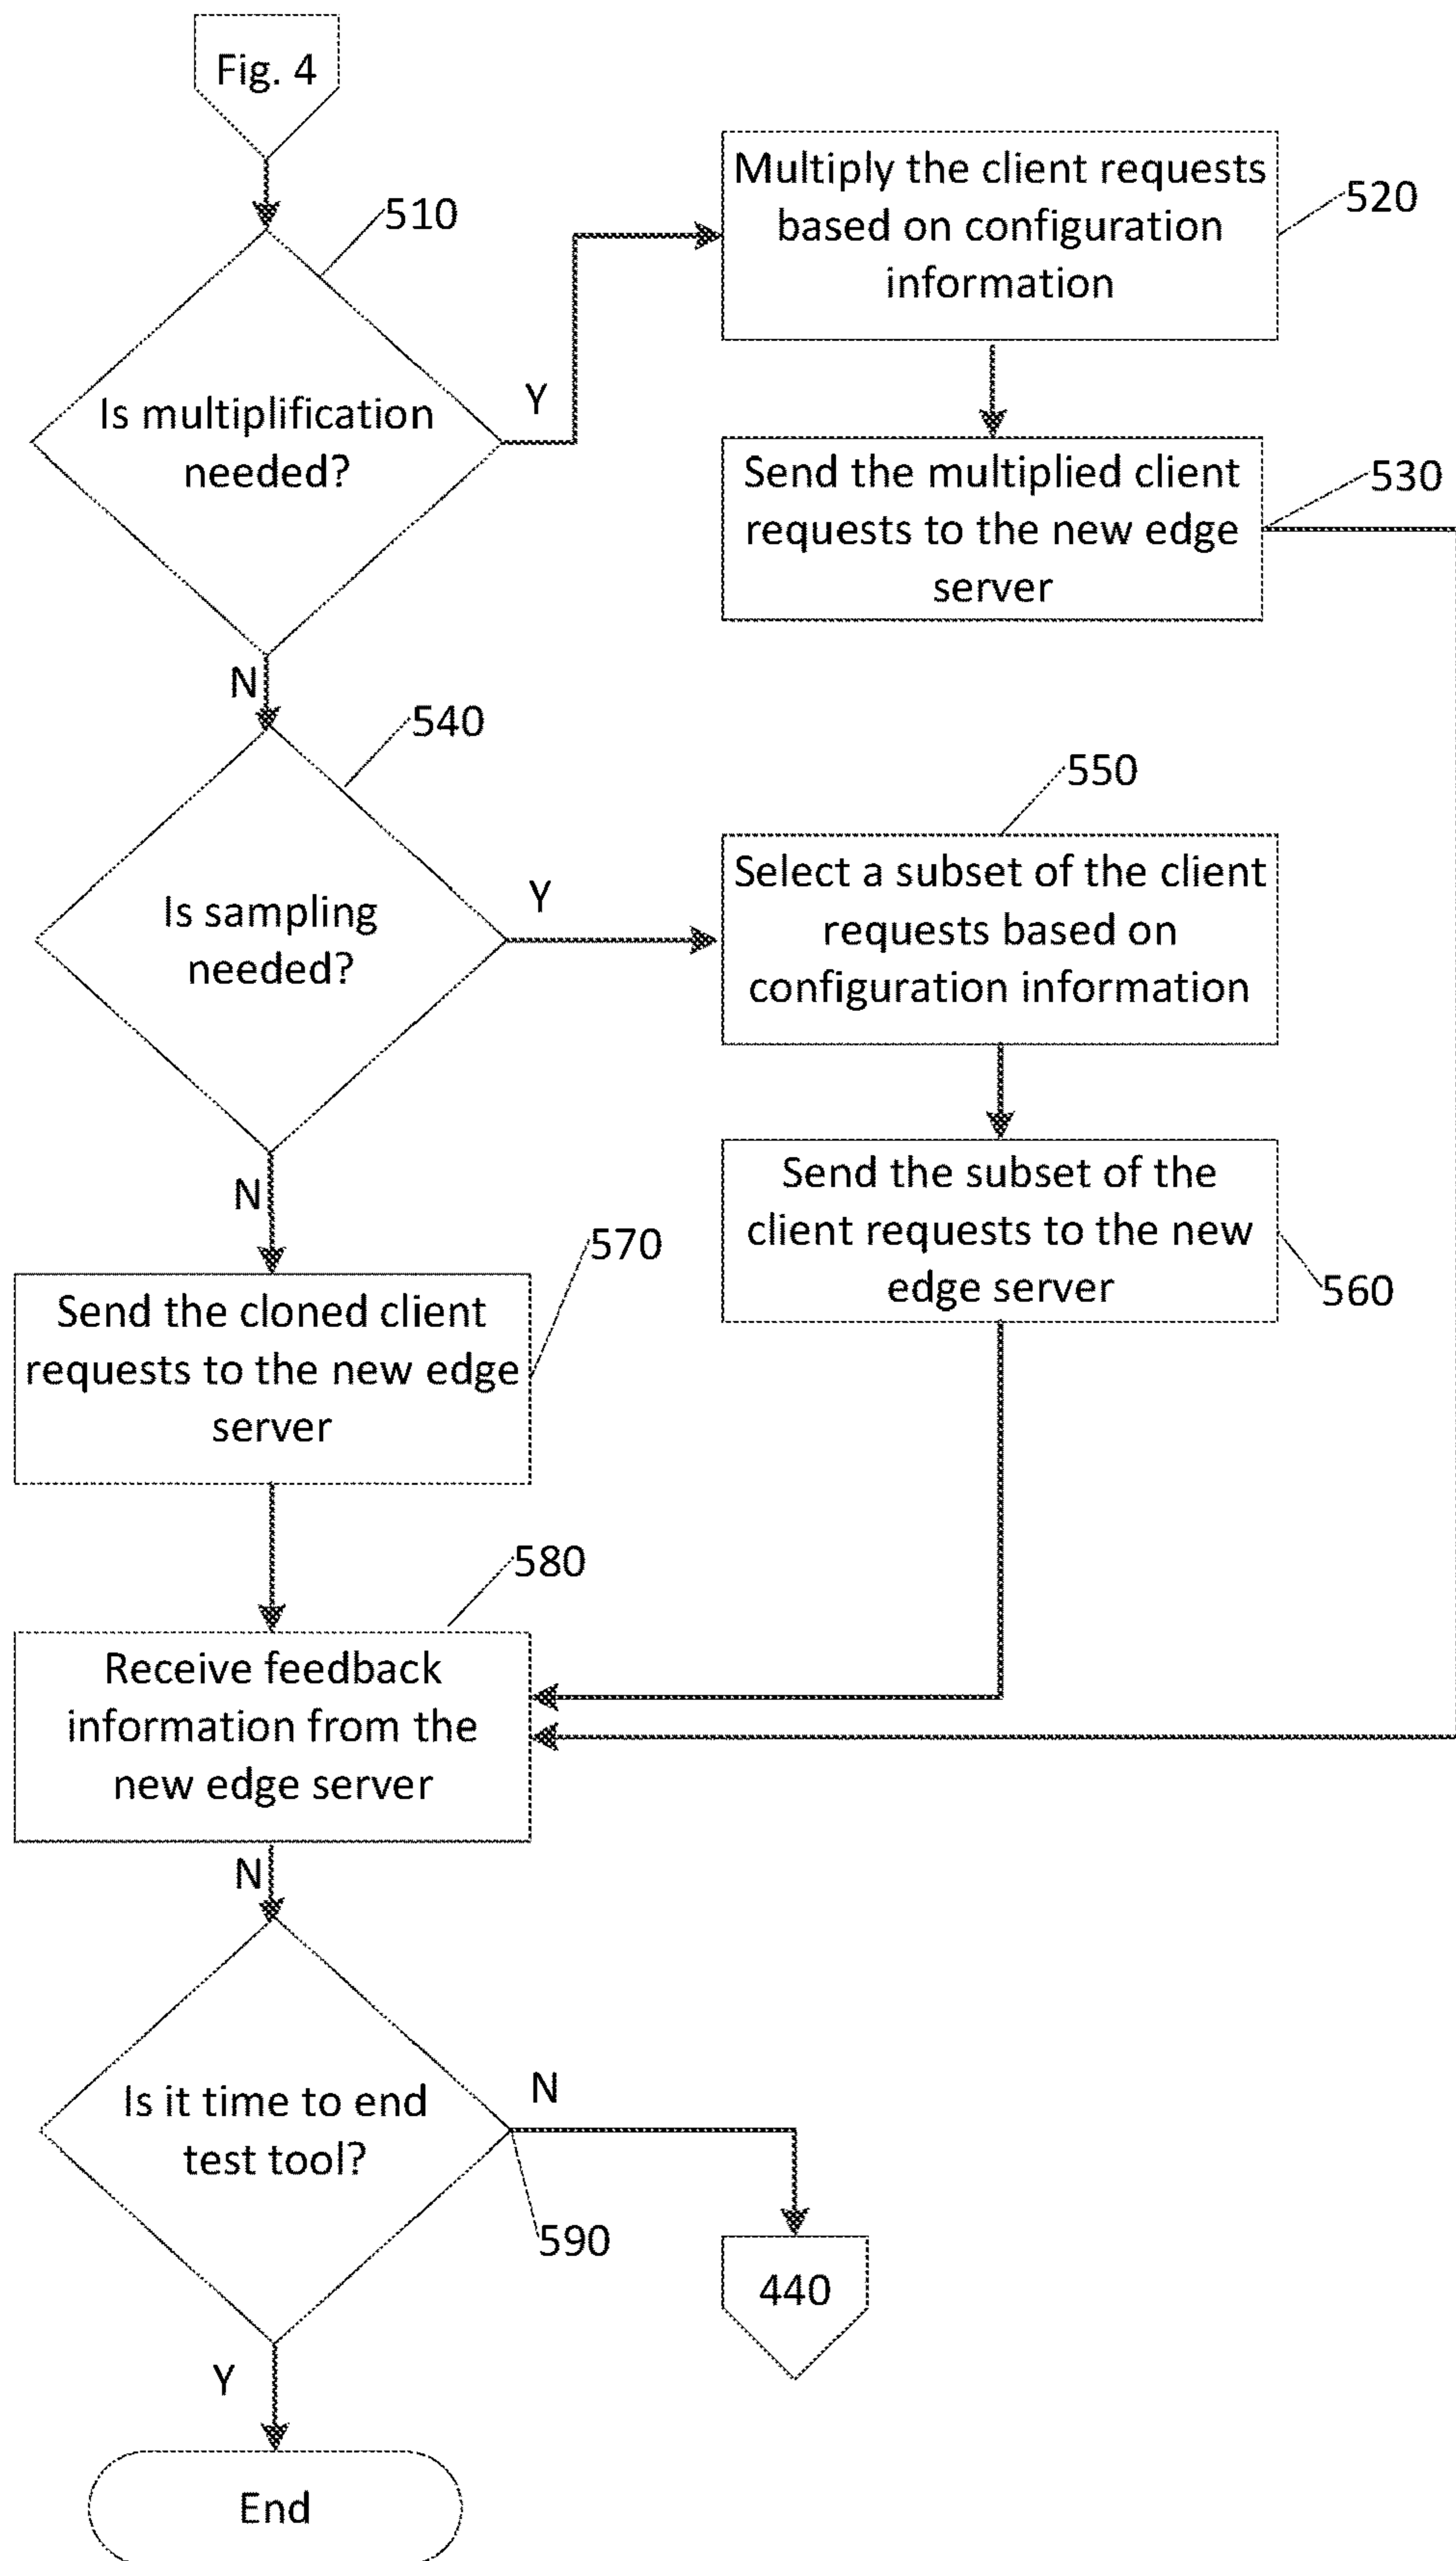 Fig. 4
510
Is multiplification
needed?
Y
Multiply the client requests
based on configuration
information
520
Send the multiplied client
requests to the new edge
server
530
N
540
Is sampling
needed?
Y
550
Select a subset of the client
requests based on
configuration information
Send the subset of the
client requests to the new
edge server
560
N
570
Send the cloned client
requests to the new edge
server
580
Receive feedback
information from the
new edge server
N
Is it time to end
test tool?
N
590
440
Y
End